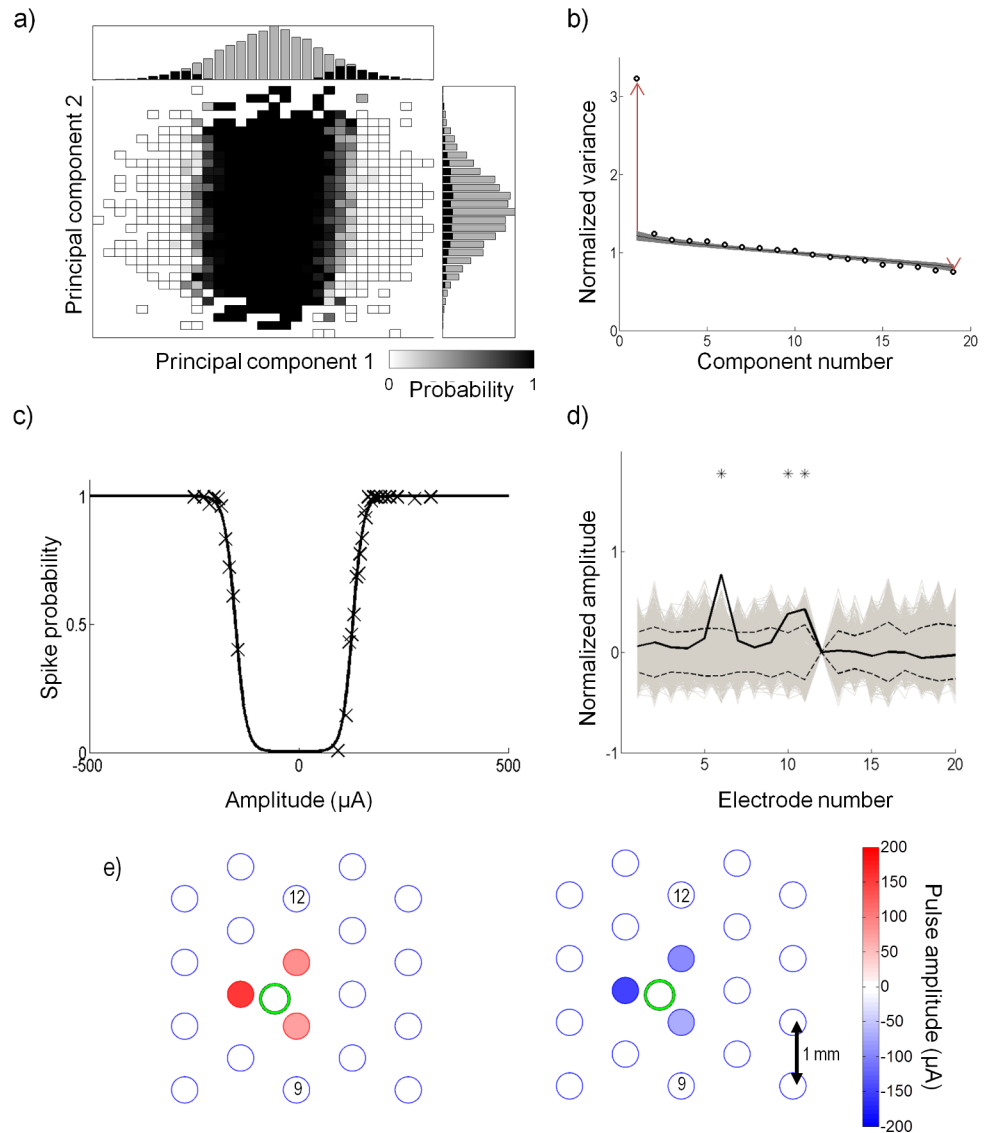 a)
Principal component 2
Principal component 1
0
1
Probability
b)
Normalized variance
3
2
1
0
0
5
10
15
20
Component number
c)
Spike probability
1
0.5
0
-500
0
500
Amplitude (µA)
d)
Normalized amplitude
1
0
-1
* * *
5
10
15
20
Electrode number
e)
12
9
12
9
1 mm
200
150
100
50
0
-50
-100
-150
-200
Pulse amplitude (µA)